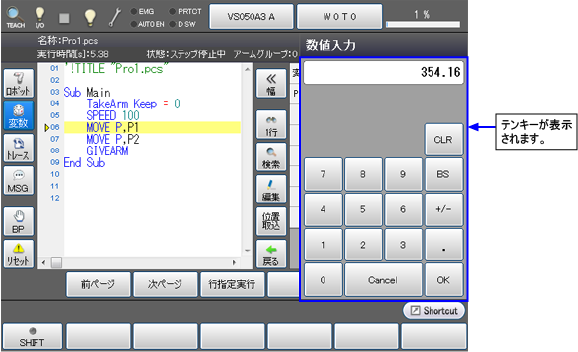 TEACH
I/O
EMG
PRTCT
AUTO EN
D SW
VS050A3 A
W 0 T 0
1 %
名称:Pro1.pcs
実行時間[s]:5.38
状態:ステップ停止中
アームグループ:0
数値入力
354.16
ロボット
変数
トレース
MSG
BP
リセット
01 '!TITLE "Pro1.pcs"
02
03 Sub Main
04 TakeArm Keep = 0
05 SPEED 100
06 MOVE P,P1
07 MOVE P,P2
08 GIVEARM
09 End Sub
10
11
12
幅
1行
検索
編集
位置
取込
戻る
CLR
7 8 9 BS
4 5 6 +/-
1 2 3 .
0 Cancel OK
テンキーが表示
されます。
前ページ
次ページ
行指定実行
Shortcut
SHIFT